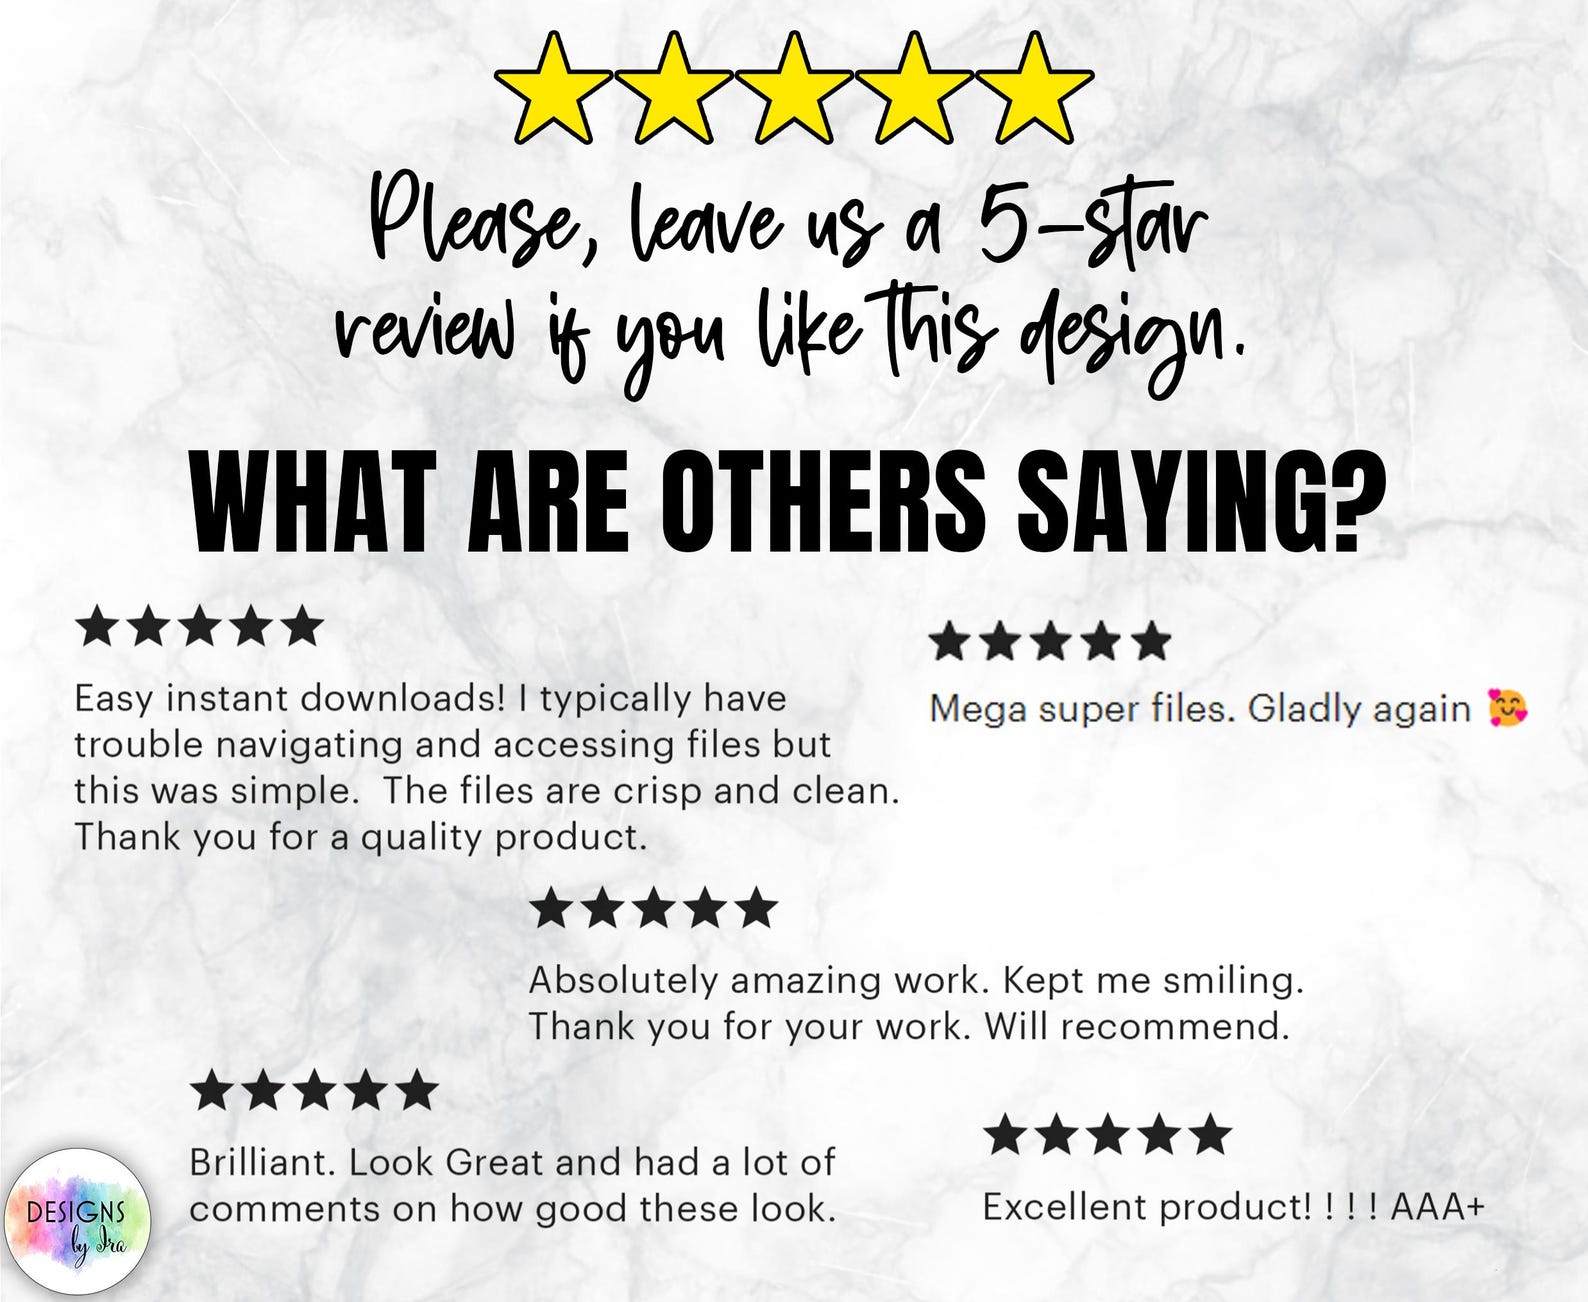 Please, leave us a 5-star
review if you like this design.
WHAT ARE OTHERS SAYING?
Easy instant downloads! I typically have
trouble navigating and accessing files but
this was simple.  The files are crisp and clean.
Thank you for a quality product.
Mega super files. Gladly again 🥰
Absolutely amazing work. Kept me smiling.
Thank you for your work. Will recommend.
Brilliant. Look Great and had a lot of
comments on how good these look.
Excellent product! ! ! ! AAA+
DESIGNS
by Ira